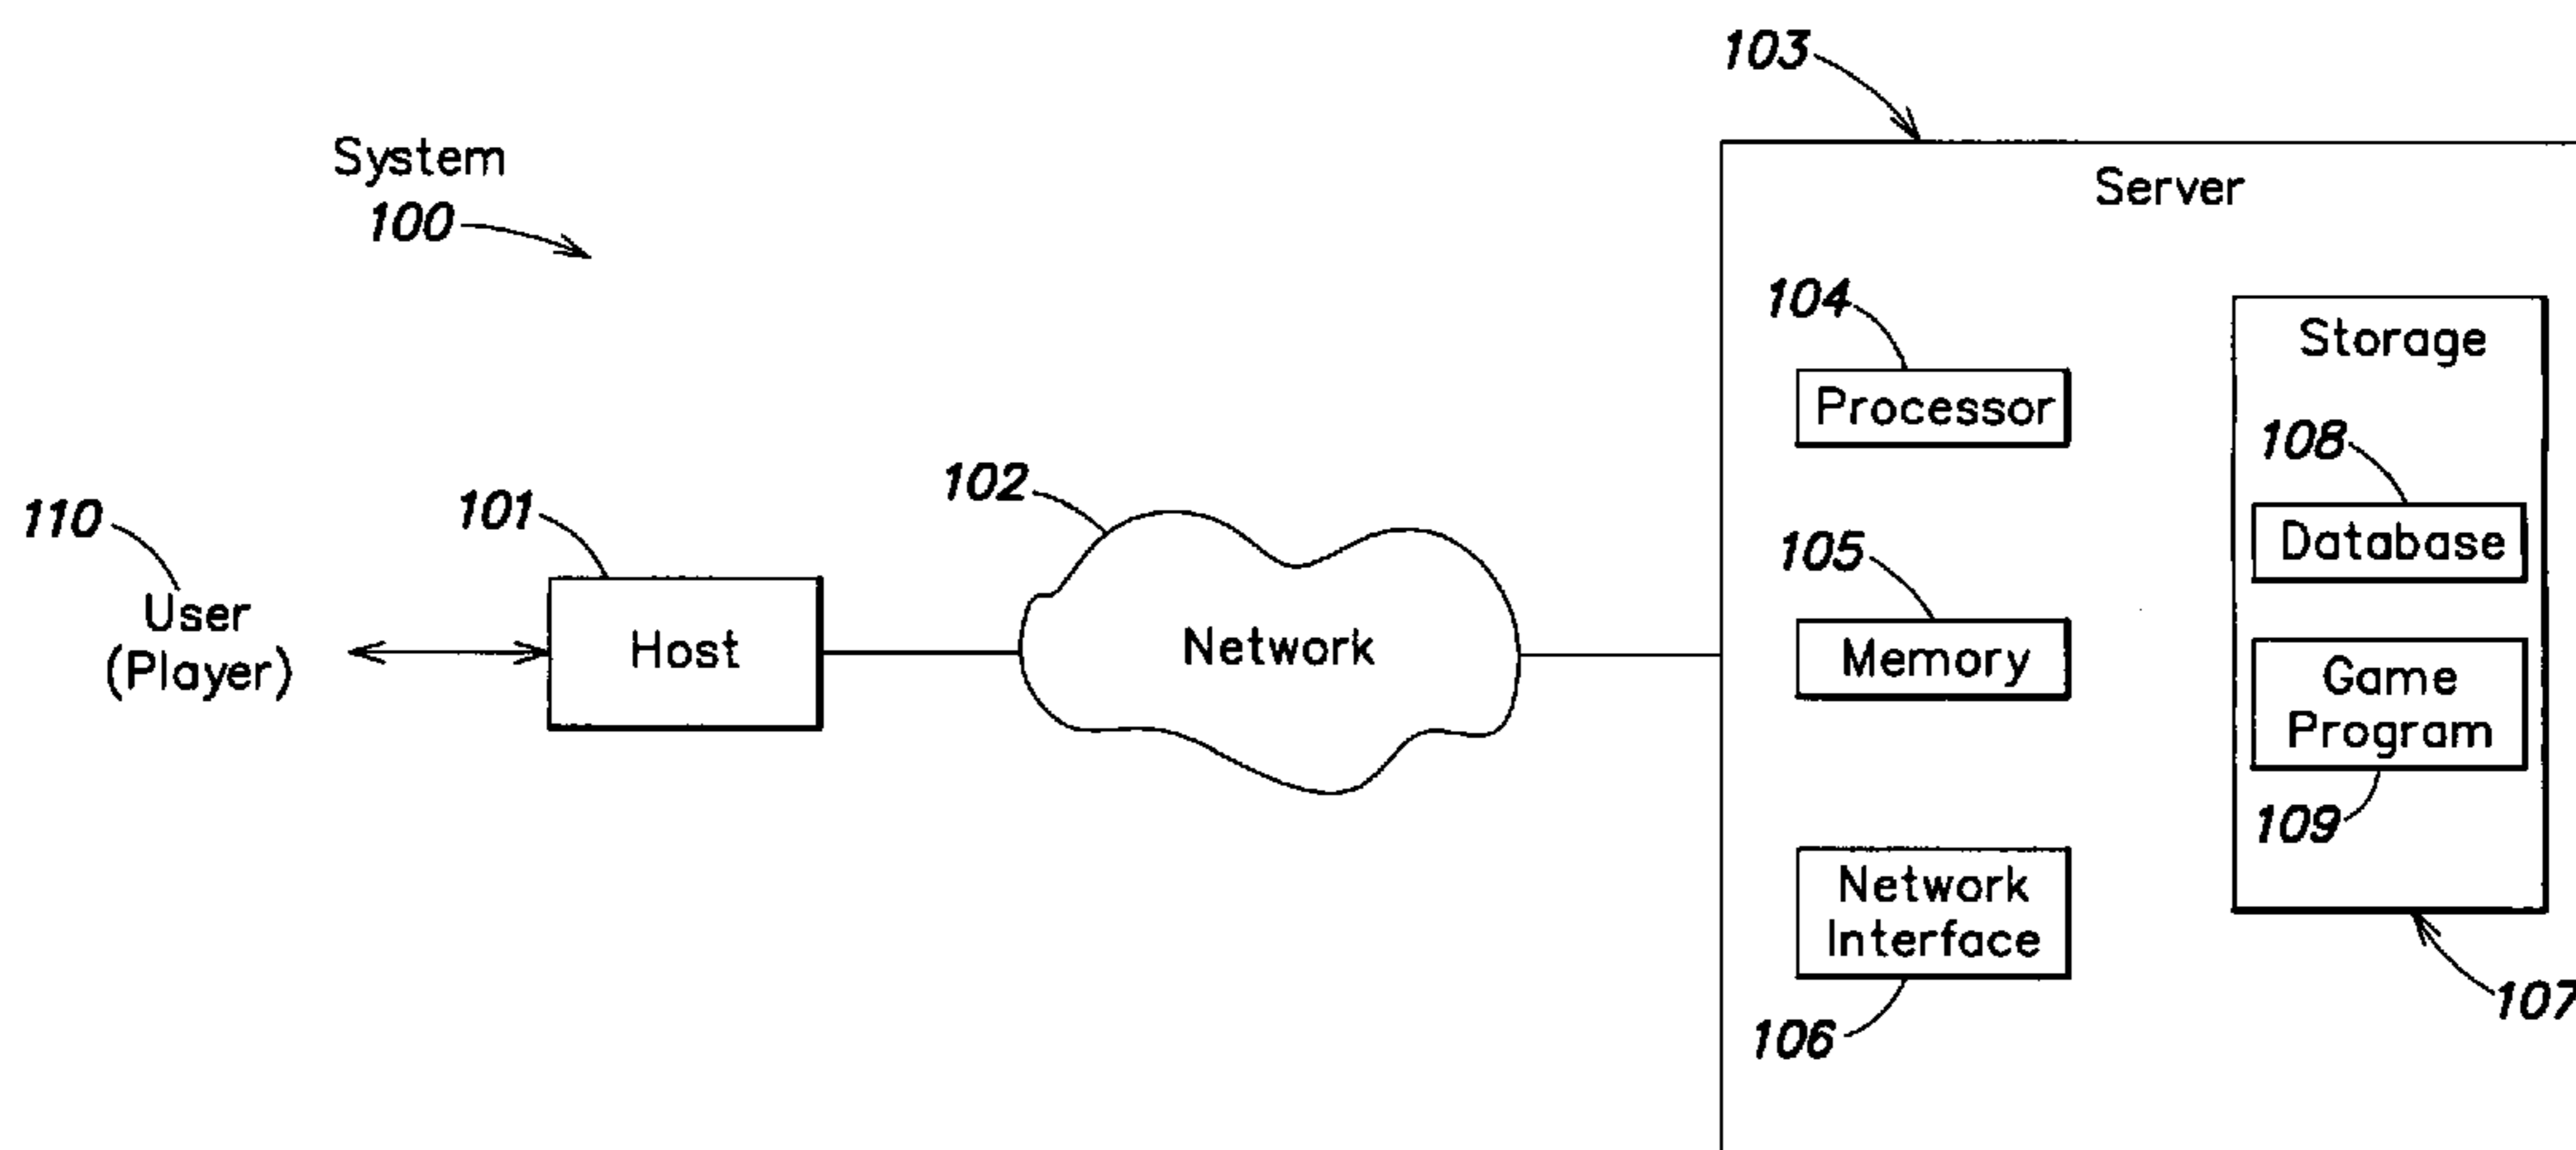 103
System
100
Server
104
Processor
Storage
108
Database
110
User
(Player)
101
Host
102
Network
105
Memory
Game
Program
109
Network
Interface
106
107